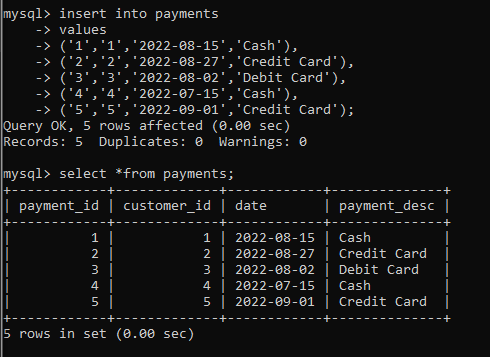 mysql> insert into payments
    -> values
    -> ('1','1','2022-08-15','Cash'),
    -> ('2','2','2022-08-27','Credit Card'),
    -> ('3','3','2022-08-02','Debit Card'),
    -> ('4','4','2022-07-15','Cash'),
    -> ('5','5','2022-09-01','Credit Card');
Query OK, 5 rows affected (0.00 sec)
Records: 5  Duplicates: 0  Warnings: 0

mysql> select *from payments;
+------------+-------------+------------+--------------+
| payment_id | customer_id | date       | payment_desc |
+------------+-------------+------------+--------------+
|          1 |           1 | 2022-08-15 | Cash         |
|          2 |           2 | 2022-08-27 | Credit Card  |
|          3 |           3 | 2022-08-02 | Debit Card   |
|          4 |           4 | 2022-07-15 | Cash         |
|          5 |           5 | 2022-09-01 | Credit Card  |
+------------+-------------+------------+--------------+
5 rows in set (0.00 sec)